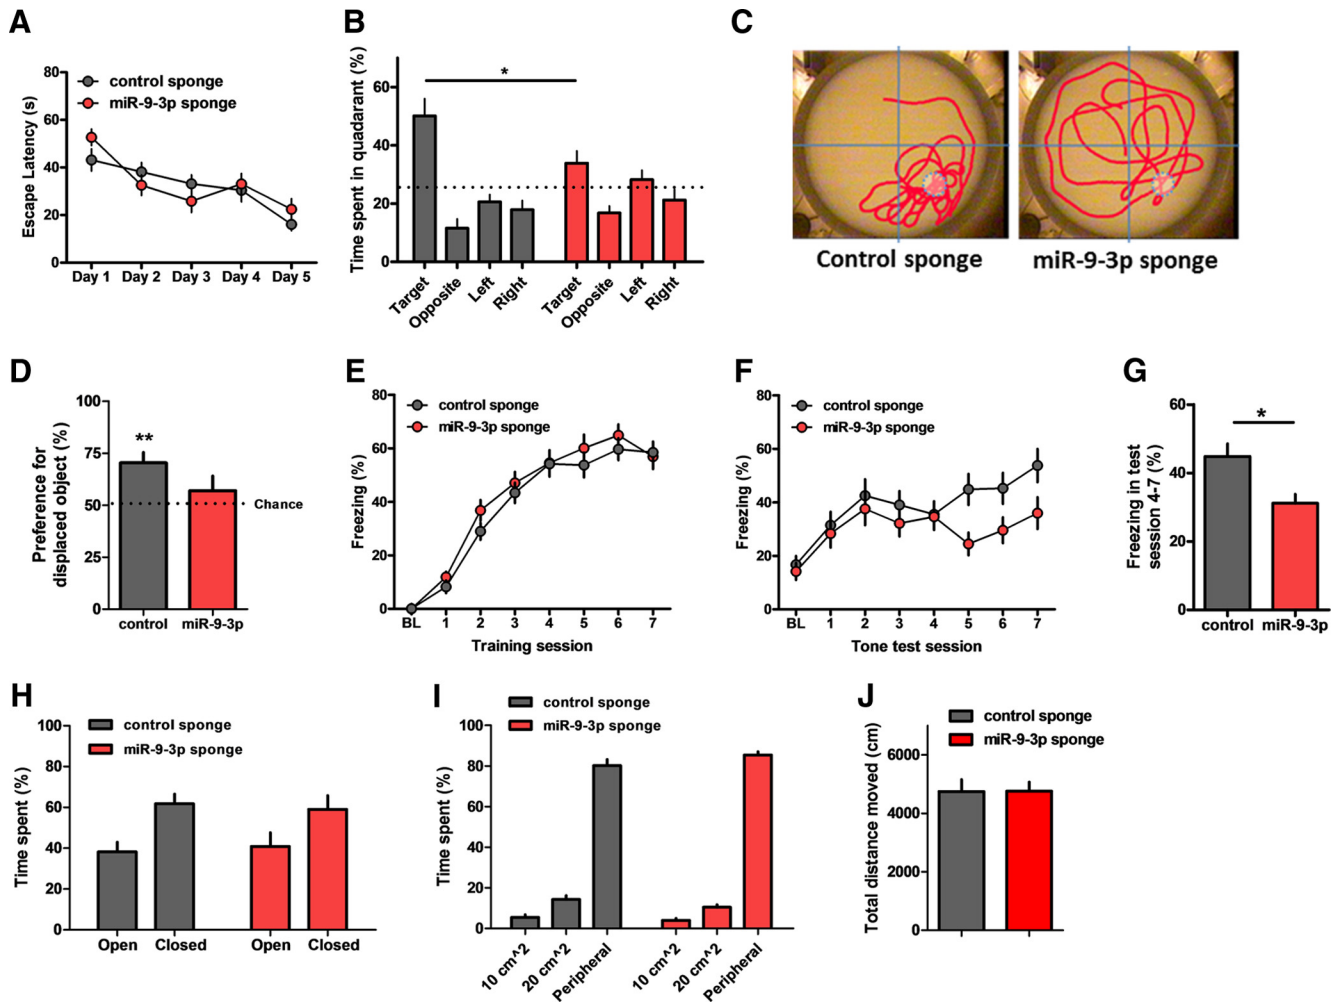 A
control sponge
miR-9-3p sponge
Escape Latency (s)
80
60
40
20
0
Day 1 Day 2 Day 3 Day 4 Day 5
B
Time spent in quadarant (%)
60
40
20
0
*
Target
Opposite
Left
Right
Target
Opposite
Left
Right
C
Control sponge
miR-9-3p sponge
D
Preference for
displaced object (%)
100
75
50
25
0
**
Chance
control miR-9-3p
E
control sponge
miR-9-3p sponge
Freezing (%)
80
60
40
20
0
BL 1 2 3 4 5 6 7
Training session
F
control sponge
miR-9-3p sponge
Freezing (%)
80
60
40
20
0
BL 1 2 3 4 5 6 7
Tone test session
G
Freezing in test
session 4-7 (%)
60
40
20
0
*
control miR-9-3p
H
control sponge
miR-9-3p sponge
Time spent (%)
100
80
60
40
20
0
Open Closed Open Closed
I
control sponge
miR-9-3p sponge
Time spent (%)
100
80
60
40
20
0
10 cm^2
20 cm^2
Peripheral
10 cm^2
20 cm^2
Peripheral
J
control sponge
miR-9-3p sponge
Total distance moved (cm)
6000
4000
2000
0